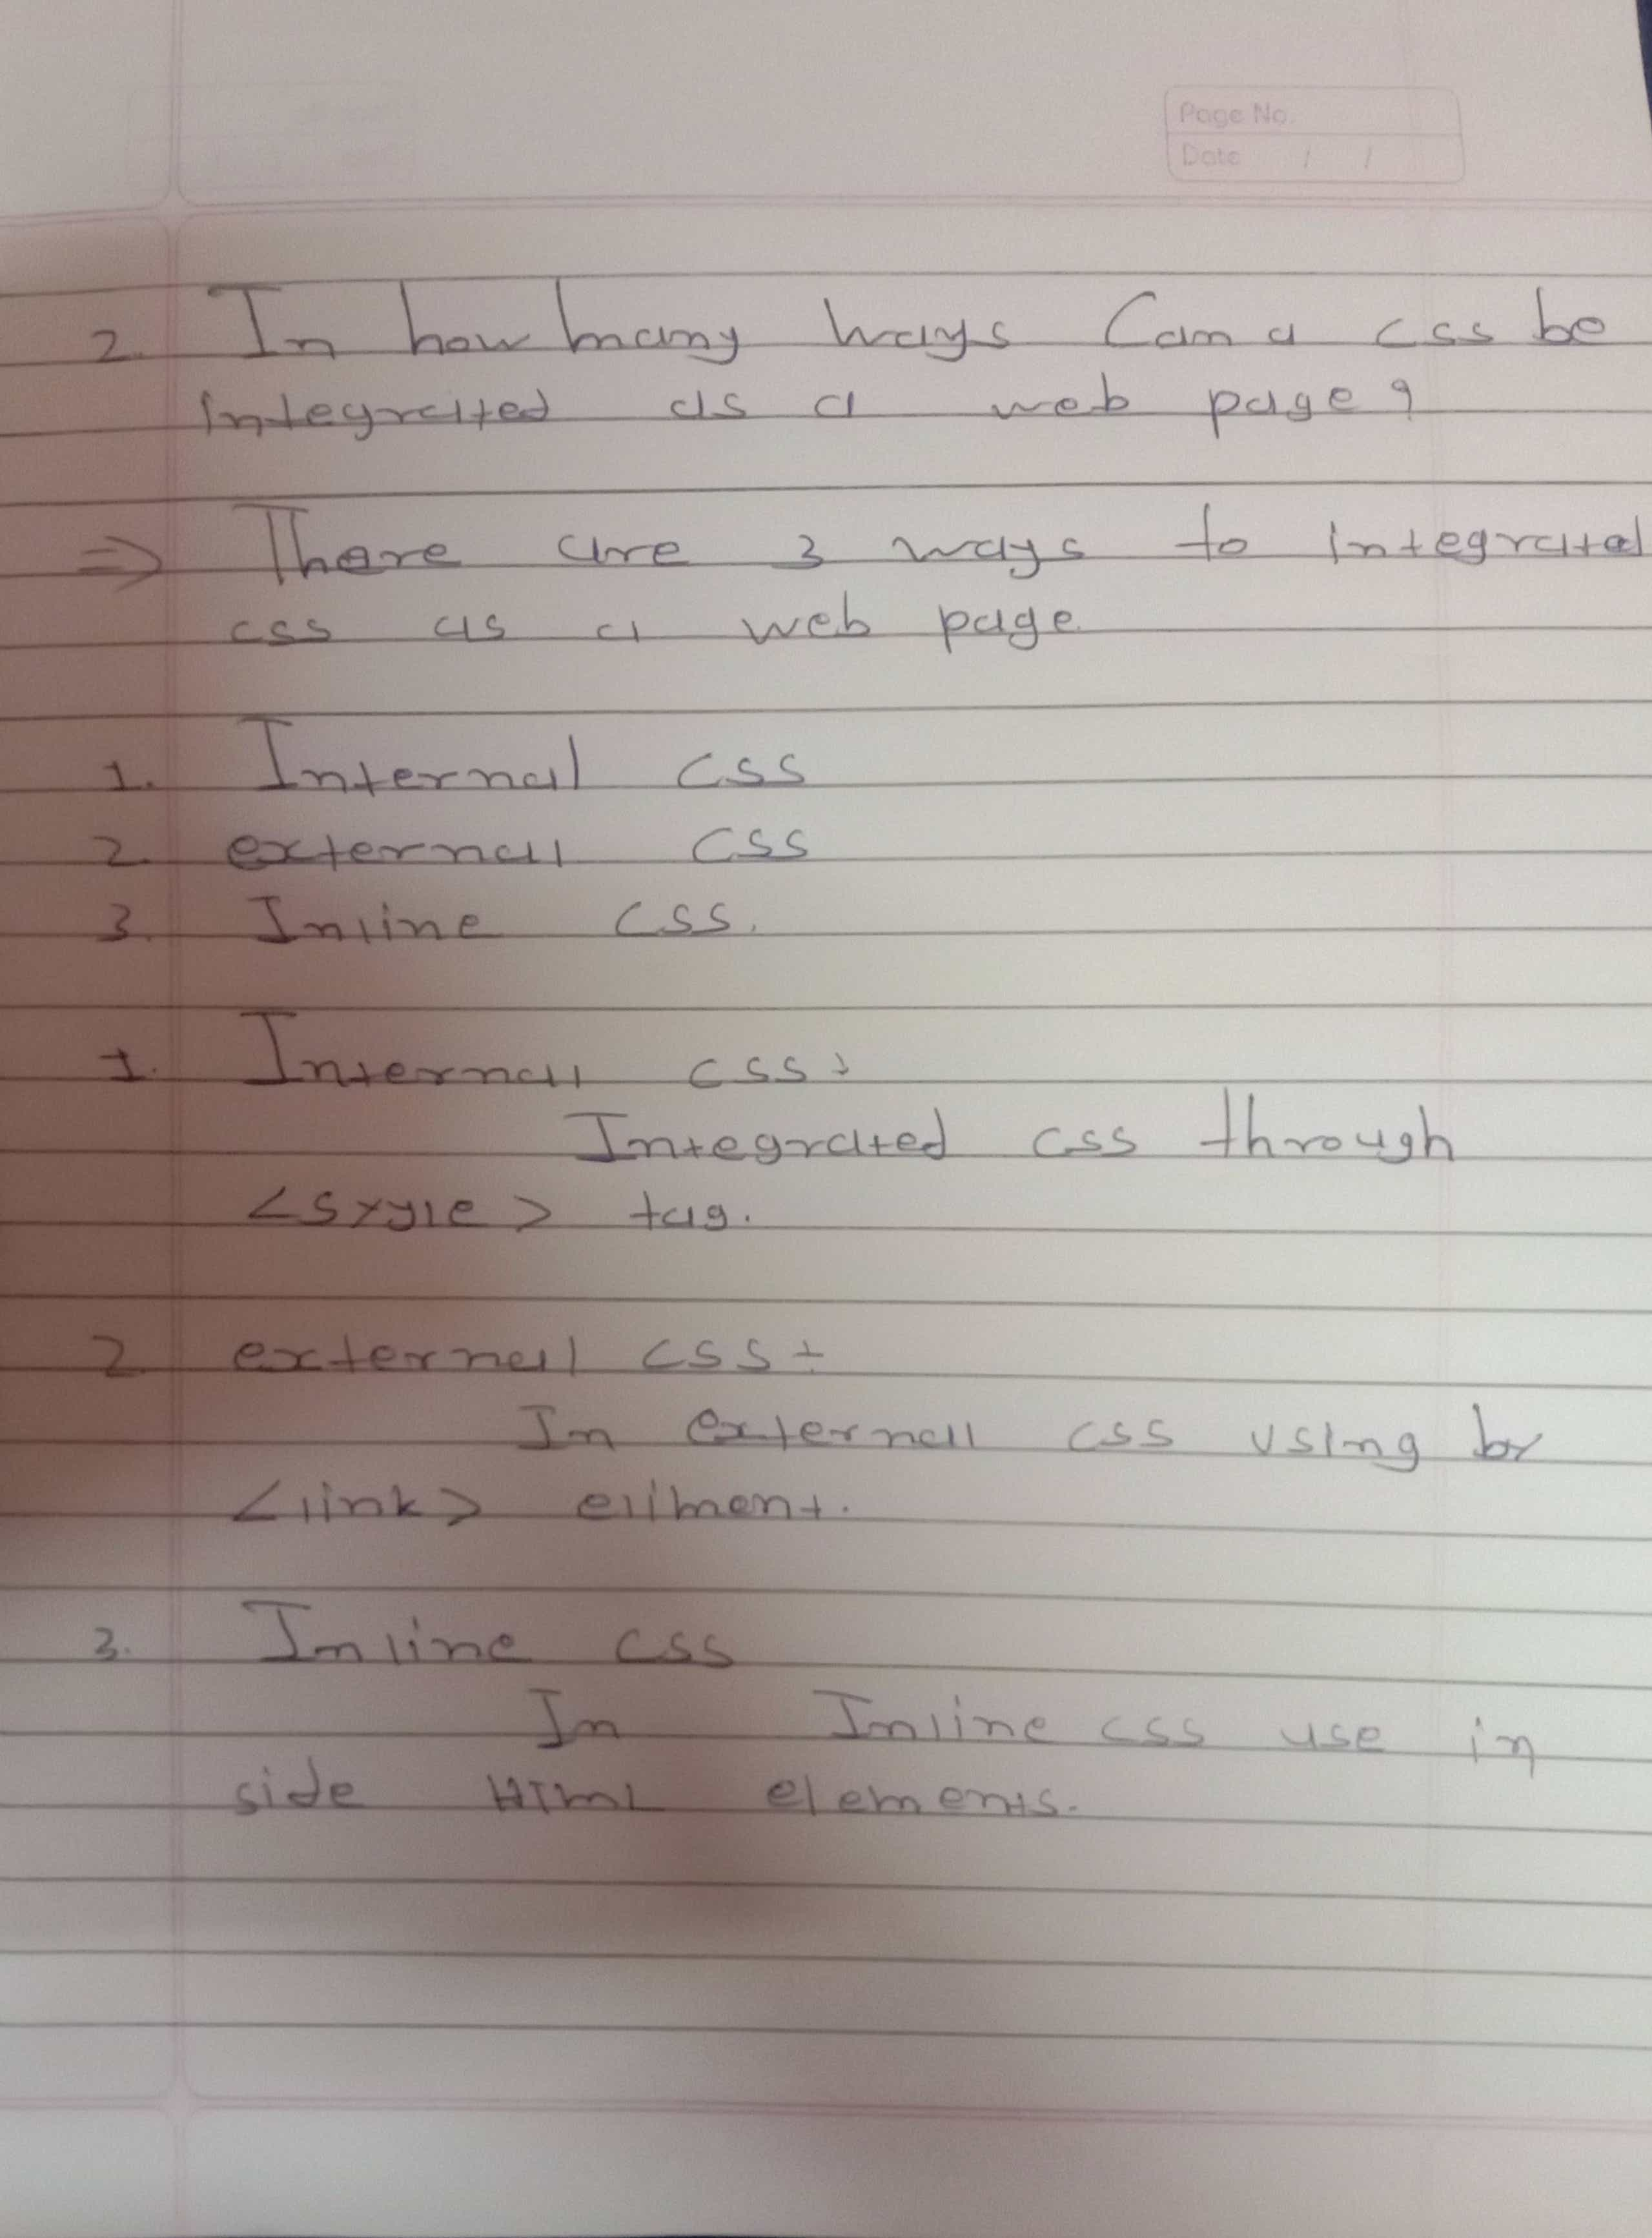 Page No.
Date / /
2. In how many ways Can a css be
integrated as a web page?
⇒ There are 3 ways to integrated
css as a web page.
1. Internal CSS
2. external CSS
3. Inline CSS.
1. Internal CSS:
Integrated css through
<style> tag.
2. external CSS:
In external css using by
<link> eliment.
3. Inline CSS
In Inline css use in
side HTML elements.